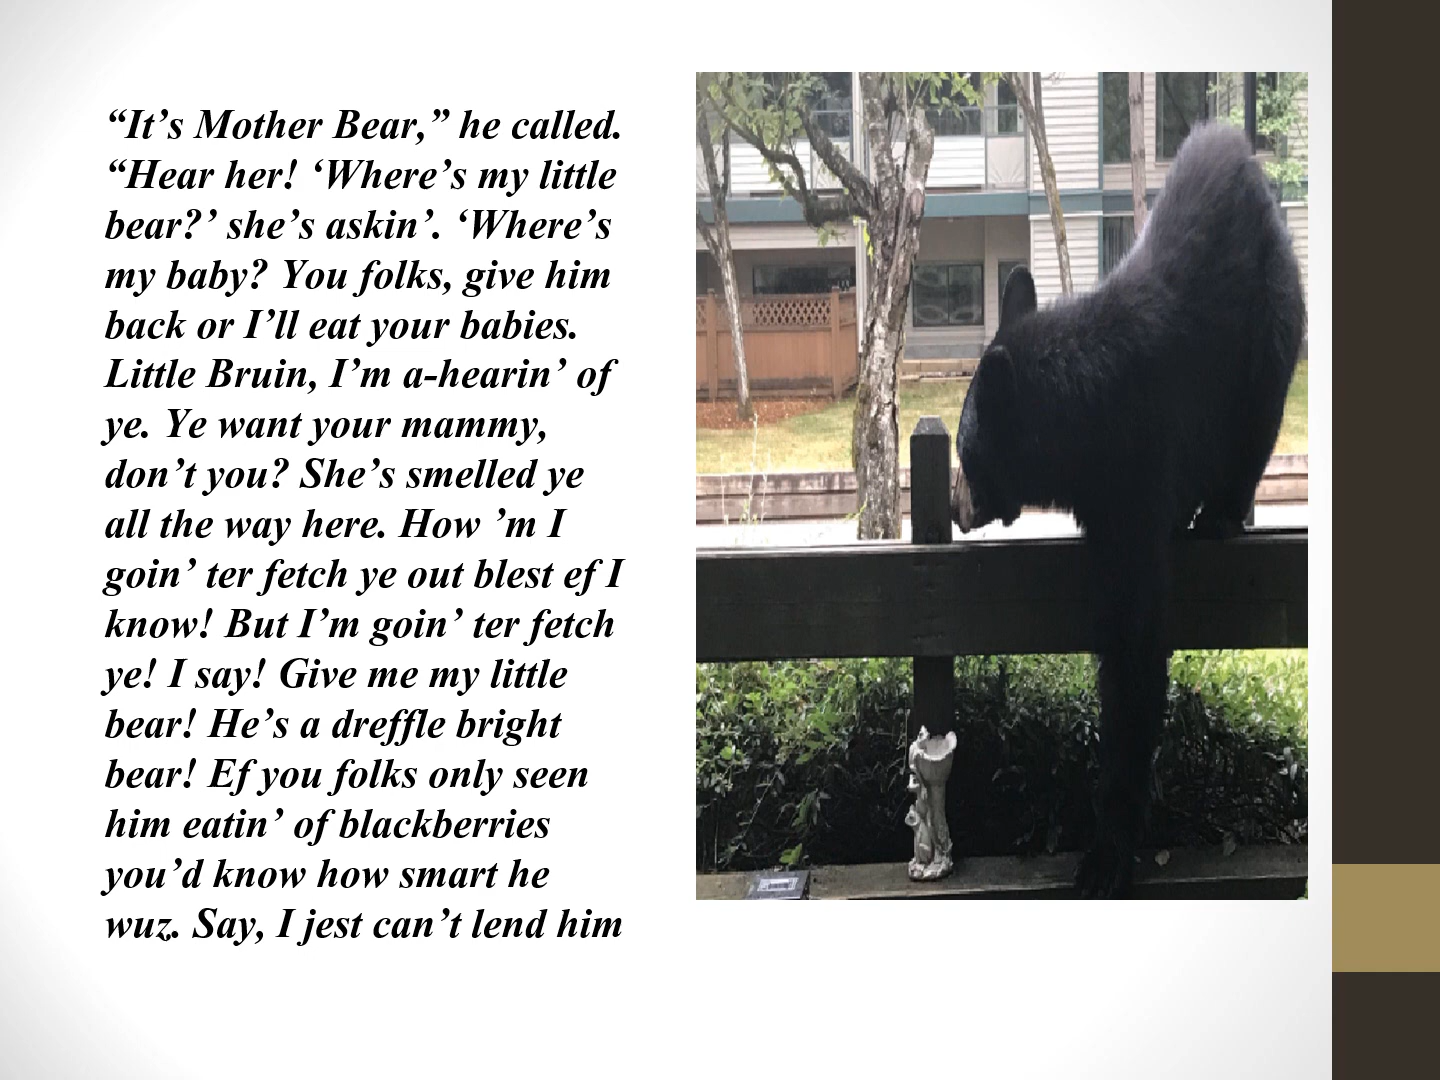 “It’s Mother Bear,” he called.
“Hear her! ‘Where’s my little
bear?’ she’s askin’. ‘Where’s
my baby? You folks, give him
back or I’ll eat your babies.
Little Bruin, I’m a-hearin’ of
ye. Ye want your mammy,
don’t you? She’s smelled ye
all the way here. How ’m I
goin’ ter fetch ye out blest ef I
know! But I’m goin’ ter fetch
ye! I say! Give me my little
bear! He’s a dreffle bright
bear! Ef you folks only seen
him eatin’ of blackberries
you’d know how smart he
wuz. Say, I jest can’t lend him